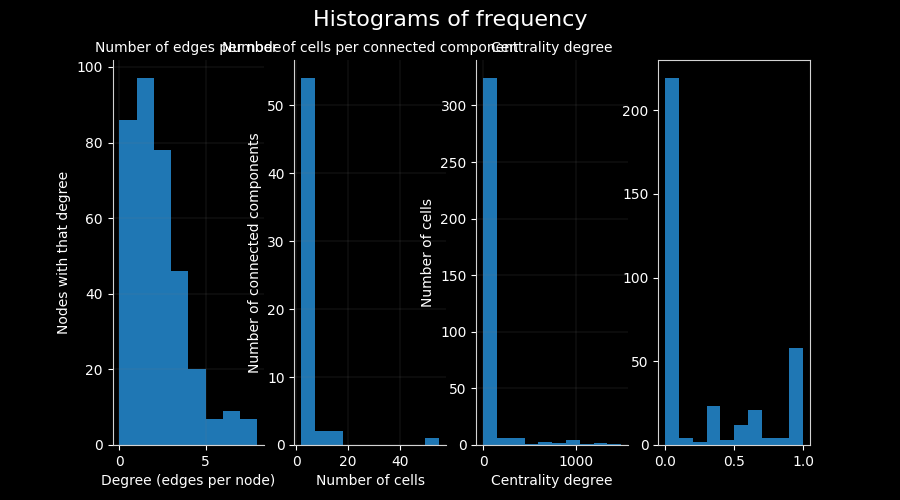 Histograms of frequency
Number of edges per node
Number of cells per connected component
Centrality degree
Nodes with that degree
100
80
60
40
20
0
0 5
Degree (edges per node)
Number of connected components
50
40
30
20
10
0
0 20 40
Number of cells
Number of cells
300
250
200
150
100
50
0
0 1000
Centrality degree
200
150
100
50
0
0.0 0.5 1.0